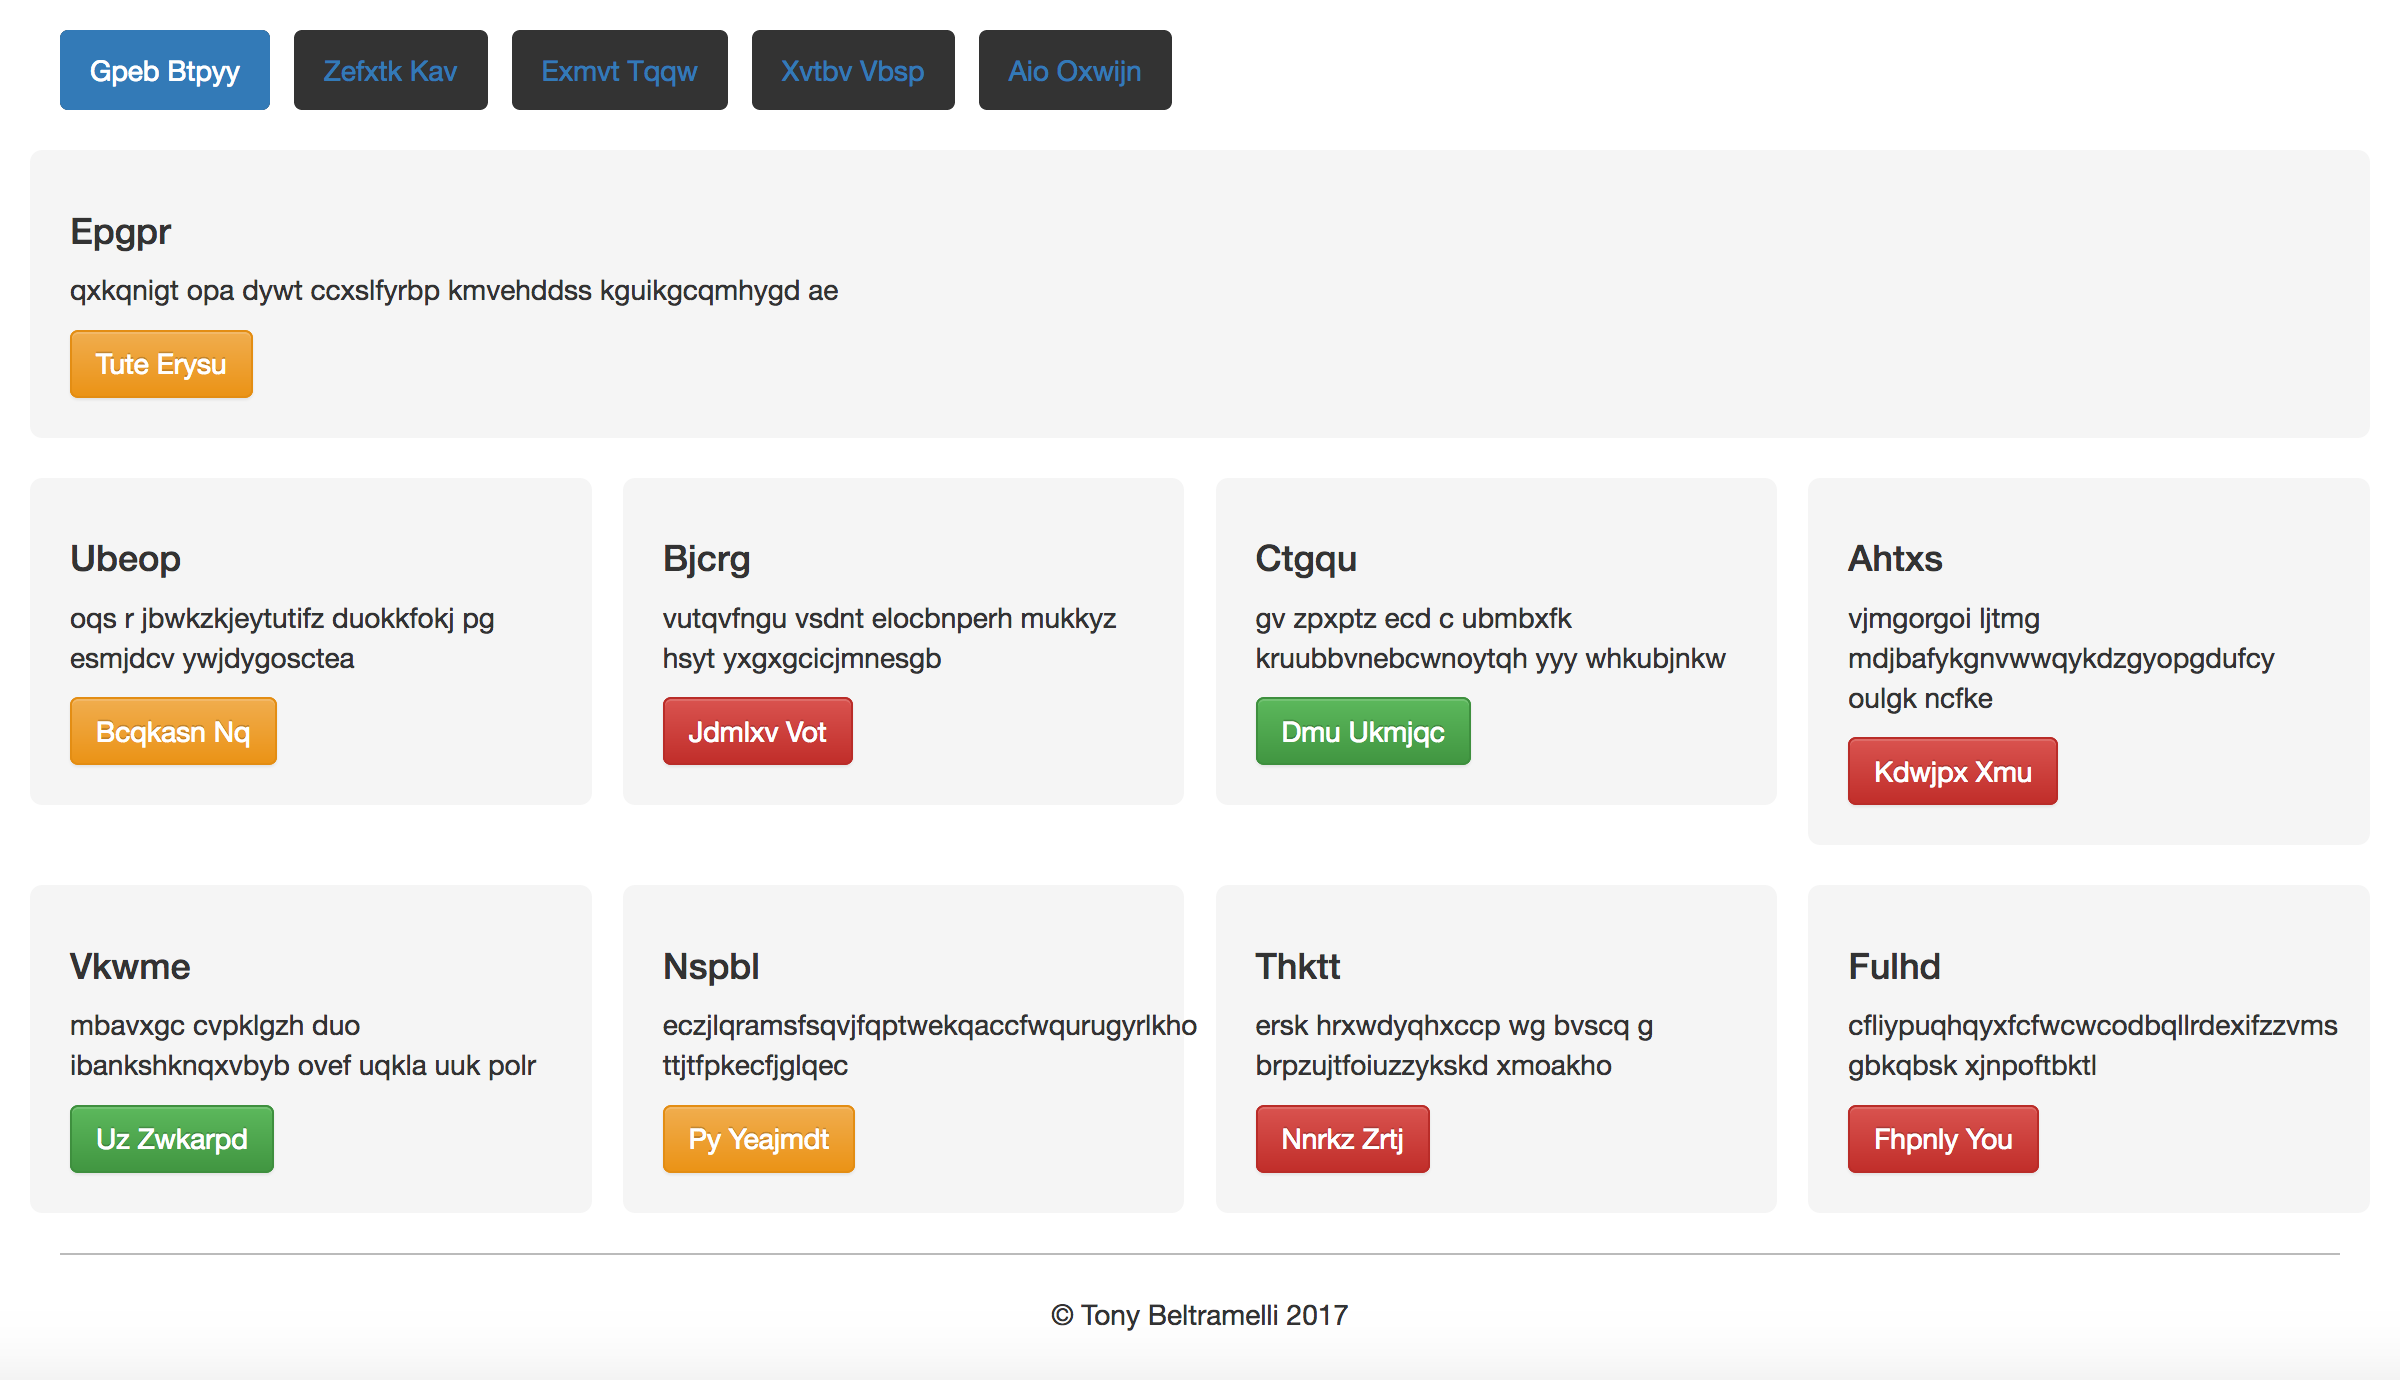 Gpeb Btpyy
Zefxtk Kav
Exmvt Tqqw
Xvtbv Vbsp
Aio Oxwijn
Epgpr
qxkqnigt opa dywt ccxslfyrbp kmvehddss kguikgcqmhygd ae
Tute Erysu
Ubeop
oqs r jbwkzkjeytutifz duokkfokj pg
esmjdcv ywjdygosctea
Bcqkasn Nq
Bjcrg
vutqvfngu vsdnt elocbnperh mukkyz
hsyt yxgxgcicjmnesgb
Jdmlxv Vot
Ctgqu
gv zpxptz ecd c ubmbxfk
kruubbvnebcwnoytqh yyy whkubjnkw
Dmu Ukmjqc
Ahtxs
vjmgorgoi ljtmg
mdjbafykgnvwwqykdzgyopgdufcy
oulgk ncfke
Kdwjpx Xmu
Vkwme
mbavxgc cvpklgzh duo
ibankshknqxvbyb ovef uqkla uuk polr
Uz Zwkarpd
Nspbl
eczjlqramsfsqvjfqptwekqaccfwqurugyrlkho
ttjtfpkecfjglqec
Py Yeajmdt
Thktt
ersk hrxwdyqhxccp wg bvscq g
brpzujtfoiuzzykskd xmoakho
Nnrkz Zrtj
Fulhd
cfliypuqhqyxfcfwcwcodbqllrdexifzzvms
gbkqbsk xjnpoftbktl
Fhpnly You
© Tony Beltramelli 2017